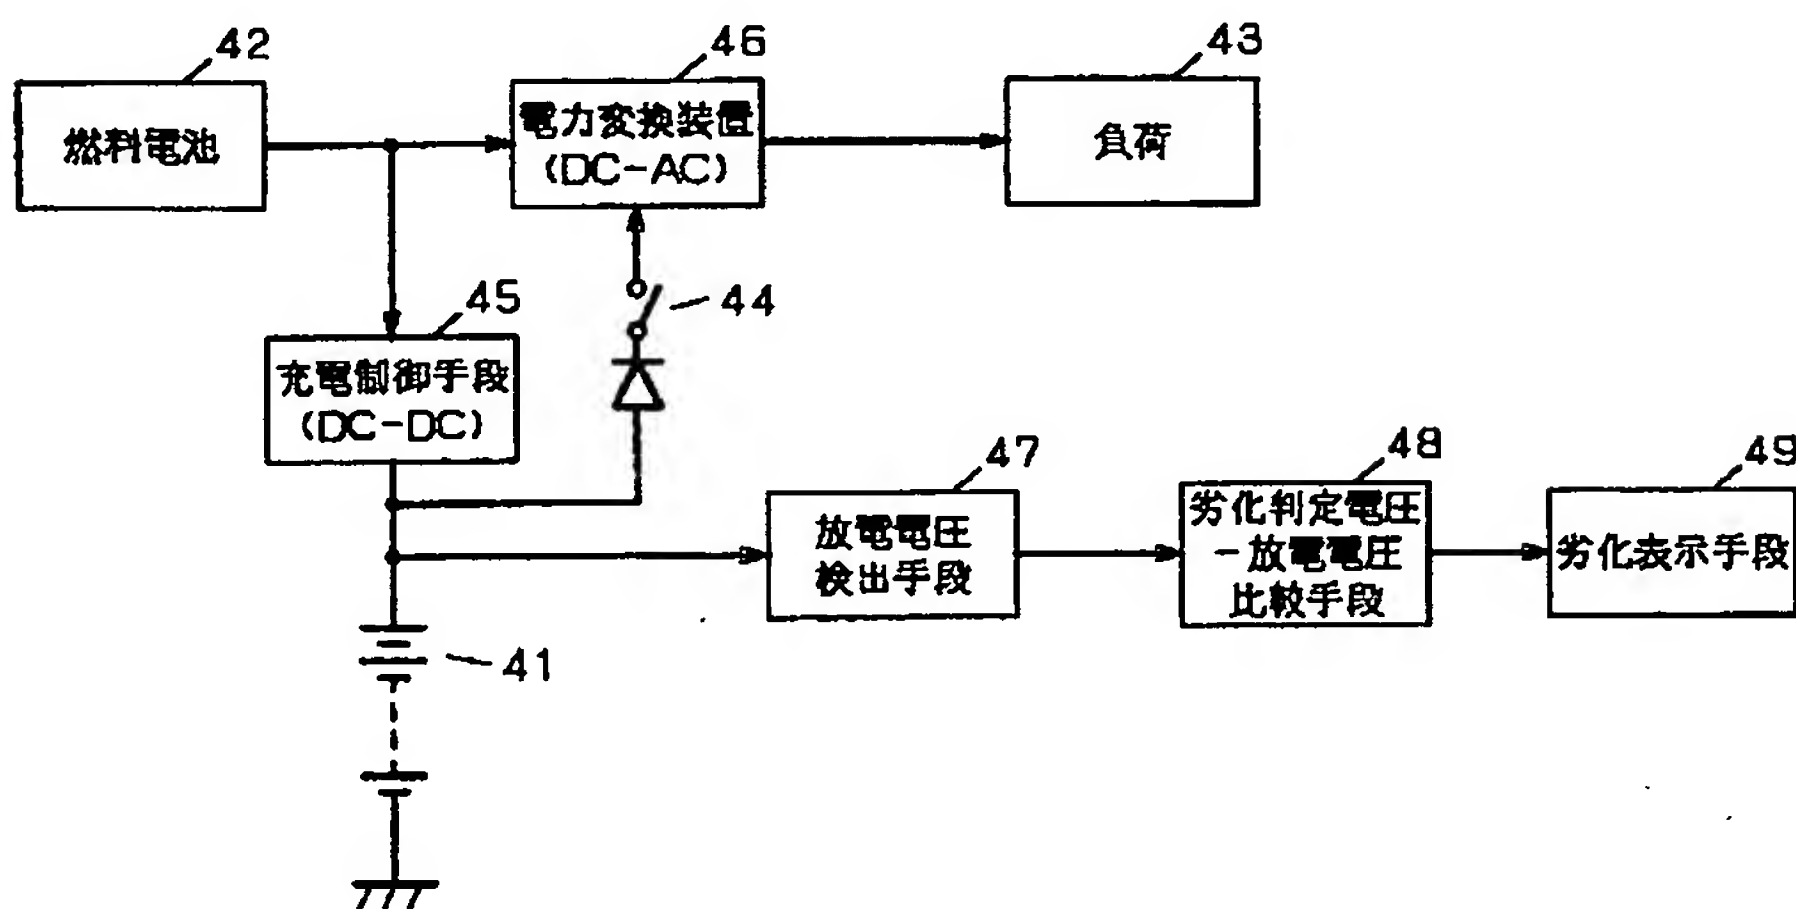 42
46
43
燃料電池
電力変換装置
(DC-AC)
負荷
45
44
充電制御手段
(DC-DC)
47
48
49
放電電圧
検出手段
劣化判定電圧
-放電電圧
比較手段
劣化表示手段
41